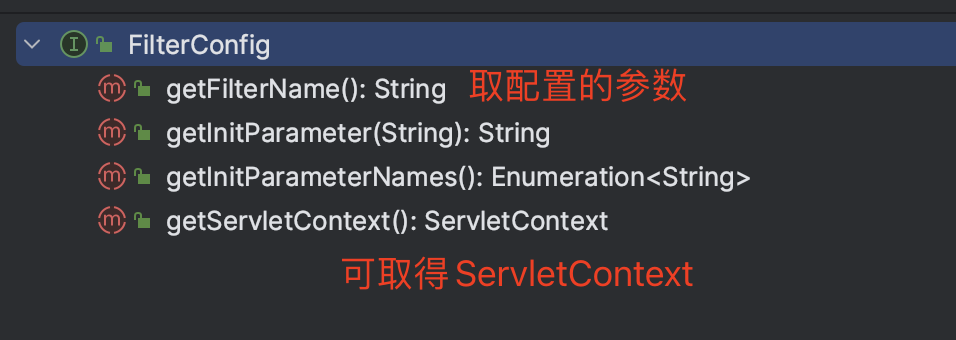 FilterConfig
getFilterName(): String 取配置的参数
getInitParameter(String): String
getInitParameterNames(): Enumeration<String>
getServletContext(): ServletContext
可取得 ServletContext